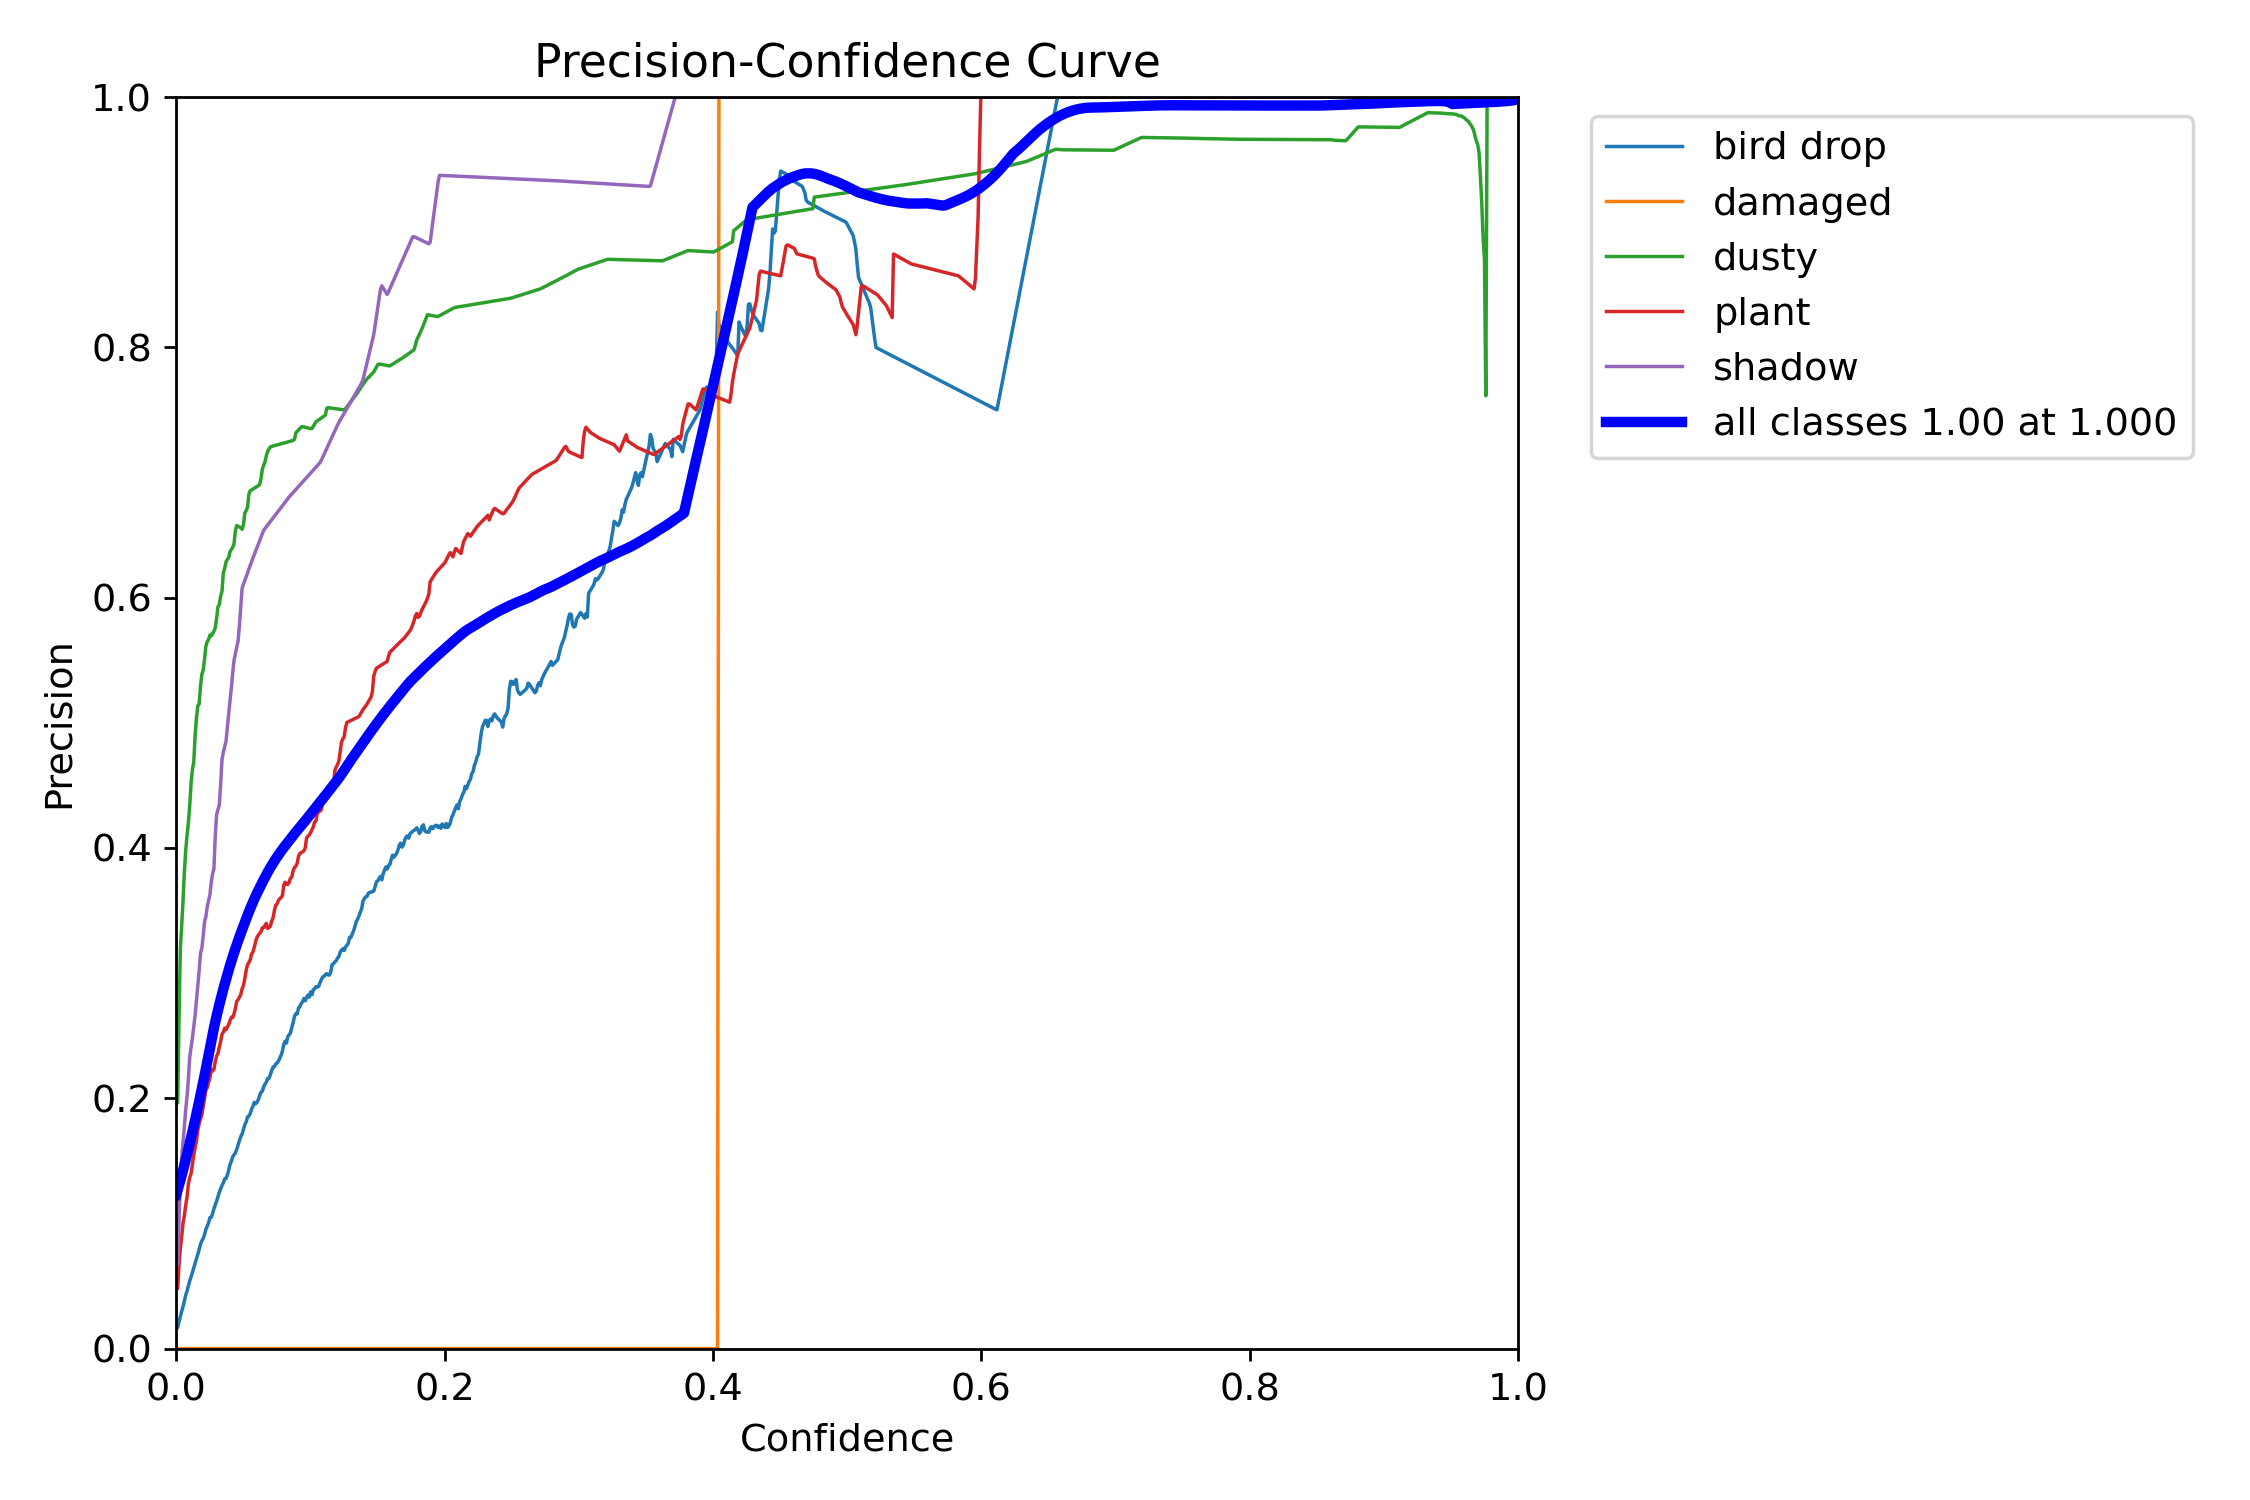 Precision-Confidence Curve
1.0
0.8
0.6
0.4
0.2
0.0
Precision
0.0 0.2 0.4 0.6 0.8 1.0
Confidence
bird drop
damaged
dusty
plant
shadow
all classes 1.00 at 1.000